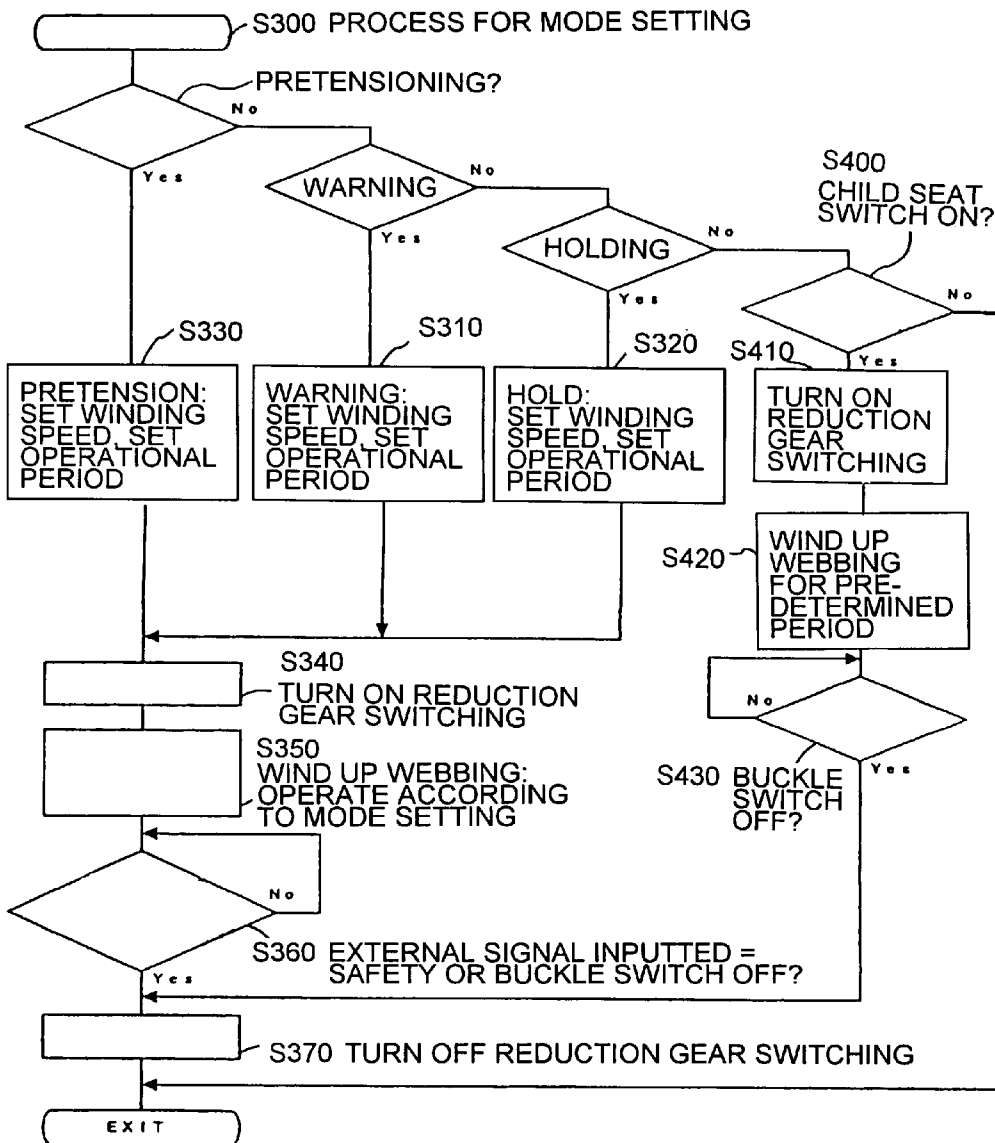 S300 PROCESS FOR MODE SETTING
PRETENSIONING?
No
Yes
WARNING
No
Yes
HOLDING
No
Yes
S400
CHILD SEAT
SWITCH ON?
No
Yes
S330
PRETENSION:
SET WINDING
SPEED, SET
OPERATIONAL
PERIOD
S310
WARNING:
SET WINDING
SPEED, SET
OPERATIONAL
PERIOD
S320
HOLD:
SET WINDING
SPEED, SET
OPERATIONAL
PERIOD
S410
TURN ON
REDUCTION
GEAR
SWITCHING
S420
WIND UP
WEBBING
FOR PRE-
DETERMINED
PERIOD
S340
TURN ON REDUCTION
GEAR SWITCHING
S350
WIND UP WEBBING:
OPERATE ACCORDING
TO MODE SETTING
No
Yes
S430 BUCKLE
SWITCH
OFF?
No
Yes
S360 EXTERNAL SIGNAL INPUTTED =
SAFETY OR BUCKLE SWITCH OFF?
S370 TURN OFF REDUCTION GEAR SWITCHING
EXIT